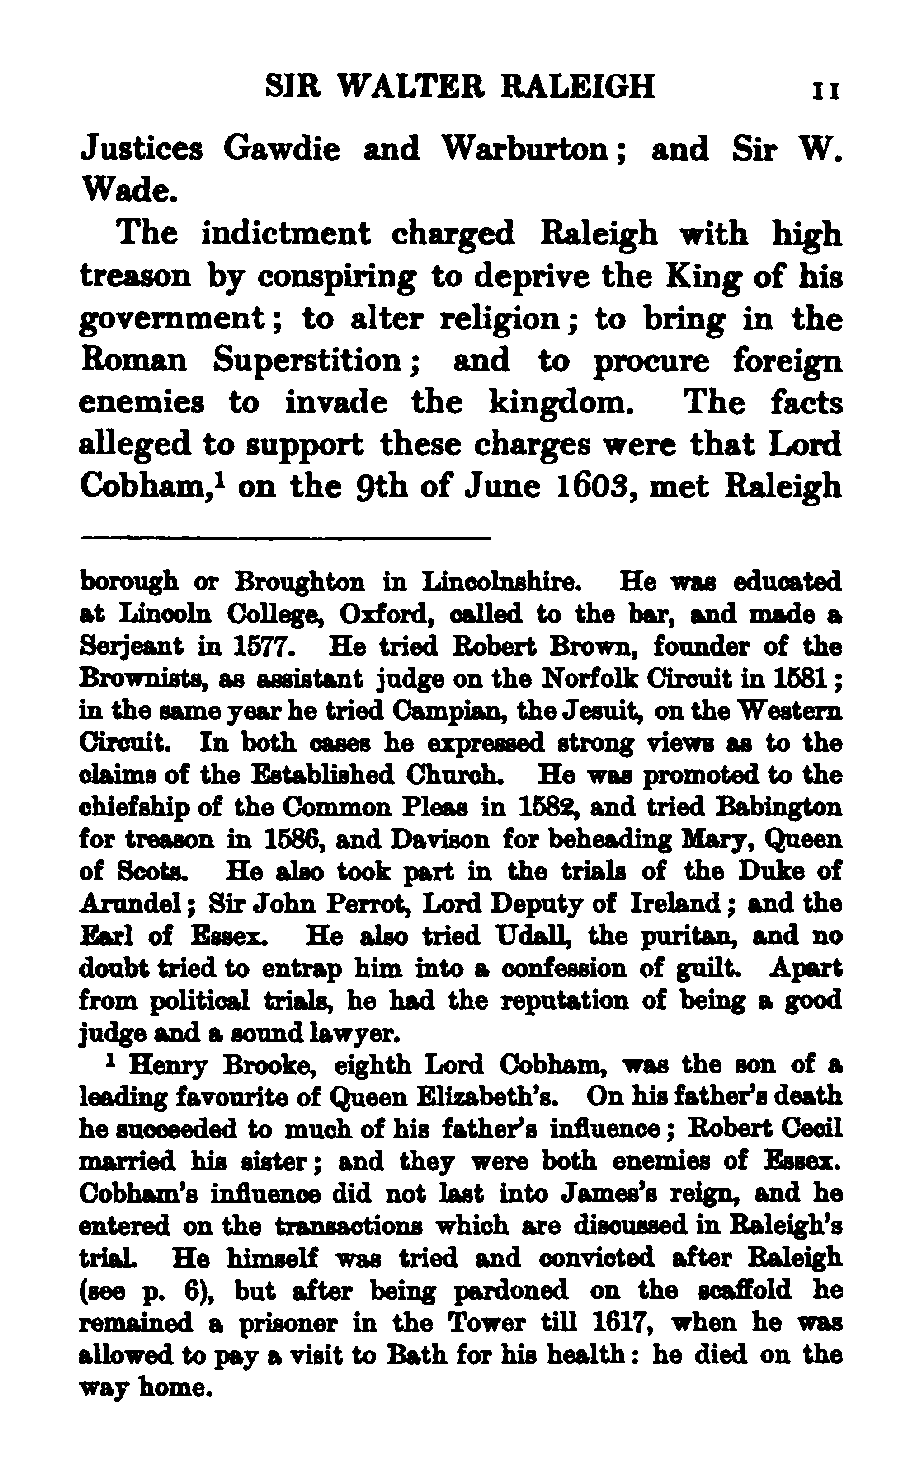 SIR WALTER RALEIGH 11
Justices Gawdie and Warburton; and Sir W.
Wade.
The indictment charged Raleigh with high
treason by conspiring to deprive the King of his
government; to alter religion; to bring in the
Roman Superstition; and to procure foreign
enemies to invade the kingdom. The facts
alleged to support these charges were that Lord
Cobham,¹ on the 9th of June 1603, met Raleigh
borough or Broughton in Lincolnshire. He was educated
at Lincoln College, Oxford, called to the bar, and made a
Serjeant in 1577. He tried Robert Brown, founder of the
Brownists, as assistant judge on the Norfolk Circuit in 1581;
in the same year he tried Campian, the Jesuit, on the Western
Circuit. In both cases he expressed strong views as to the
claims of the Established Church. He was promoted to the
chiefship of the Common Pleas in 1582, and tried Babington
for treason in 1586, and Davison for beheading Mary, Queen
of Scots. He also took part in the trials of the Duke of
Arundel; Sir John Perrot, Lord Deputy of Ireland; and the
Earl of Essex. He also tried Udall, the puritan, and no
doubt tried to entrap him into a confession of guilt. Apart
from political trials, he had the reputation of being a good
judge and a sound lawyer.
¹ Henry Brooke, eighth Lord Cobham, was the son of a
leading favourite of Queen Elizabeth's. On his father's death
he succeeded to much of his father's influence; Robert Cecil
married his sister; and they were both enemies of Essex.
Cobham's influence did not last into James's reign, and he
entered on the transactions which are discussed in Raleigh's
trial. He himself was tried and convicted after Raleigh
(see p. 6), but after being pardoned on the scaffold he
remained a prisoner in the Tower till 1617, when he was
allowed to pay a visit to Bath for his health: he died on the
way home.